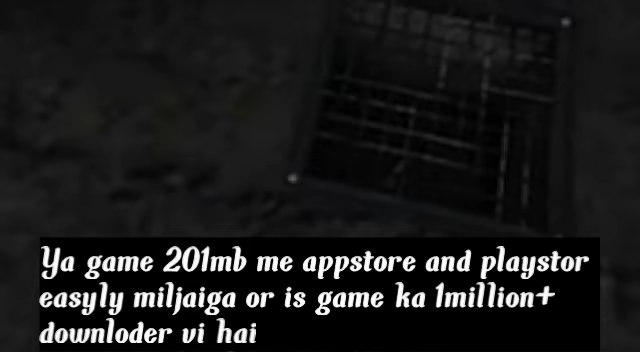 Ya game 201mb me appstore and playstor
easyly miljaiga or is game ka 1million+
downloder vi hai